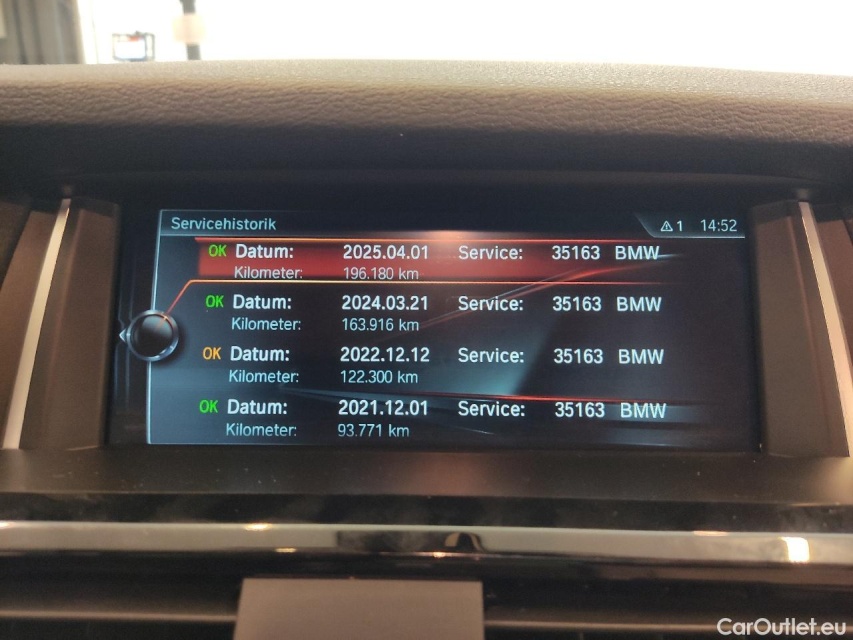 Servicehistorik ⚠1 14:52
OK Datum: 2025.04.01 Service: 35163 BMW
Kilometer: 196.180 km
OK Datum: 2024.03.21 Service: 35163 BMW
Kilometer: 163.916 km
OK Datum: 2022.12.12 Service: 35163 BMW
Kilometer: 122.300 km
OK Datum: 2021.12.01 Service: 35163 BMW
Kilometer: 93.771 km
CarOutlet.eu